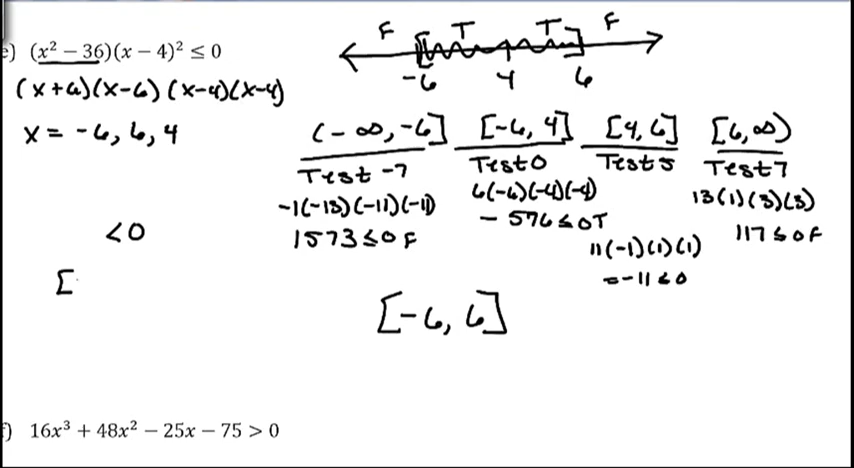 e) (x² − 36)(x − 4)² ≤ 0
(x+6)(x-6)(x-4)(x-4)
x = -6, 6, 4
F T T F
-6 4 6
(-∞, -6] [-6, 4] [4, 6] [6, ∞)
Test -7 Test 0 Test 5 Test 7
-1(-13)(-11)(-11) 6(-6)(-4)(-4) 13(1)(3)(3)
1573 ≤ 0 F -576 ≤ 0 T 117 ≤ 0 F
11(-1)(1)(1)
= -11 ≤ 0
< 0
[
[-6, 6]
f) 16x³ + 48x² − 25x − 75 > 0